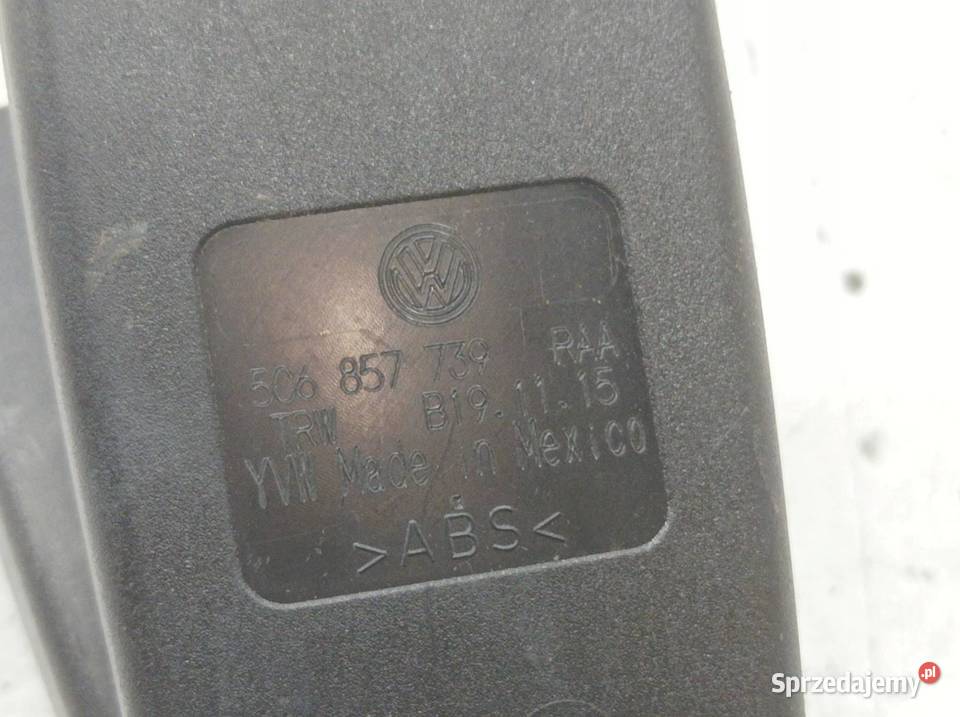 5C6 857 739 RAA
TRW B19.11.15
YVW Made in Mexico
>ABS<
Sprzedajemy.pl